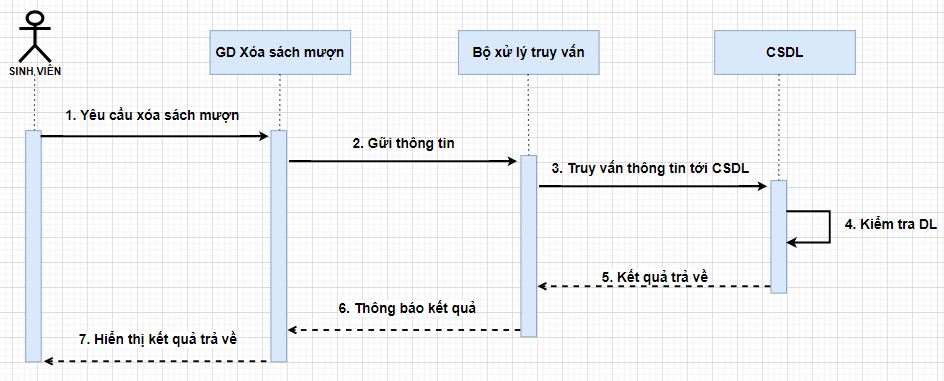 SINH VIÊN
GD Xóa sách mượn
Bộ xử lý truy vấn
CSDL
1. Yêu cầu xóa sách mượn
2. Gữi thông tin
3. Truy vấn thông tin tới CSDL
4. Kiểm tra DL
5. Kết quả trả về
6. Thông báo kết quả
7. Hiển thị kết quả trả về